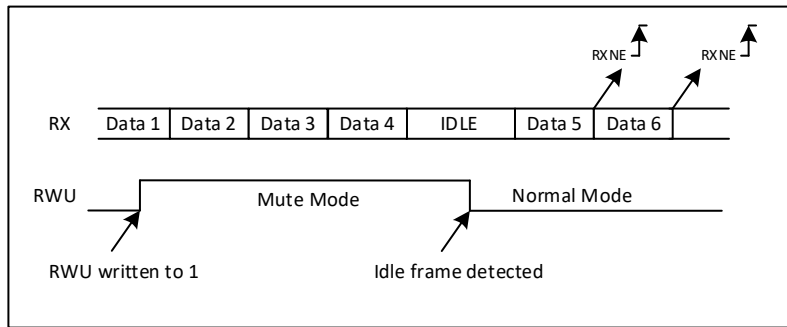 RXNE RXNE
RX Data 1 Data 2 Data 3 Data 4 IDLE Data 5 Data 6
RWU Mute Mode Normal Mode
RWU written to 1 Idle frame detected